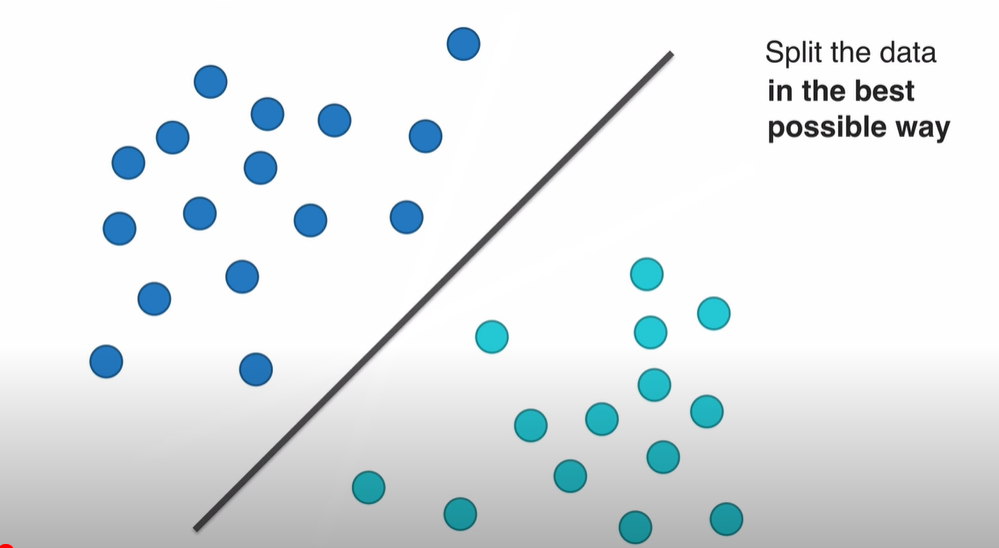 Split the data
in the best
possible way